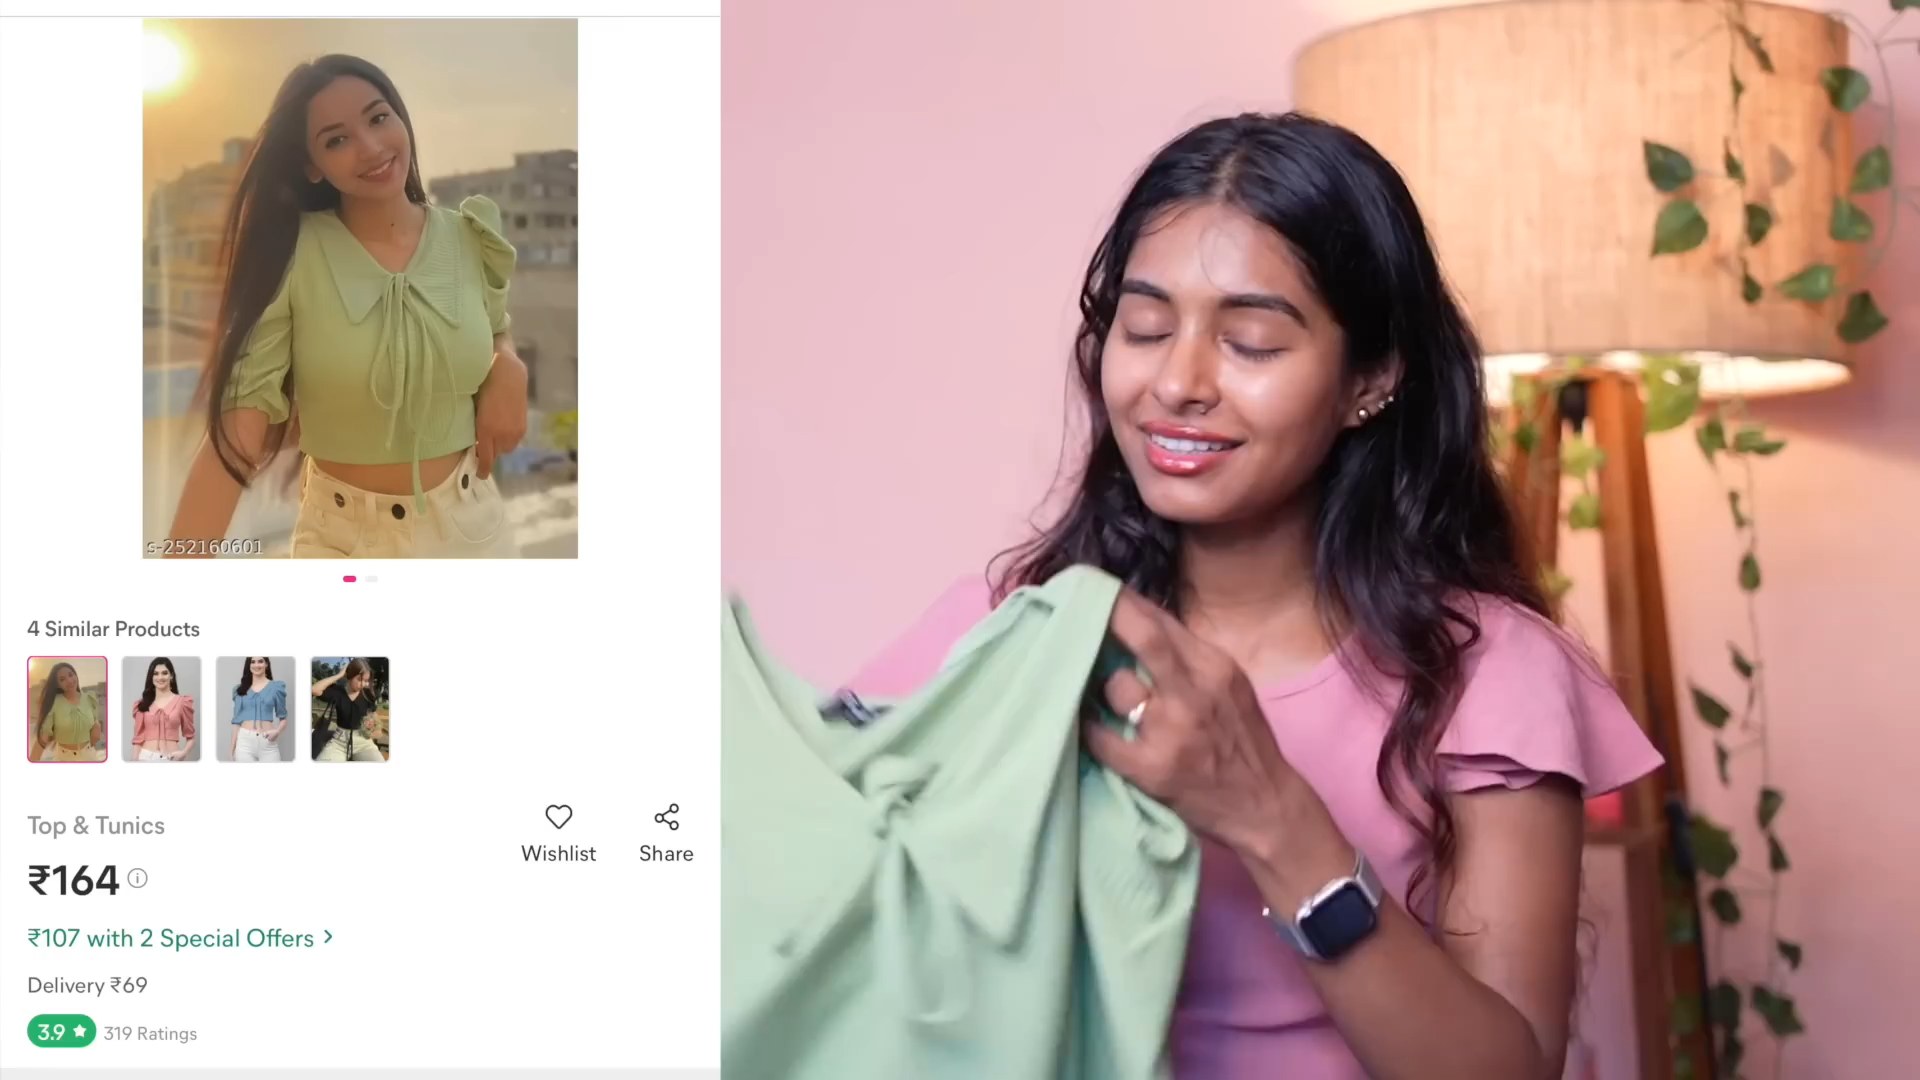 s-252160601
4 Similar Products
Top & Tunics
Wishlist
Share
₹164
₹107 with 2 Special Offers
Delivery ₹69
3.9
319 Ratings